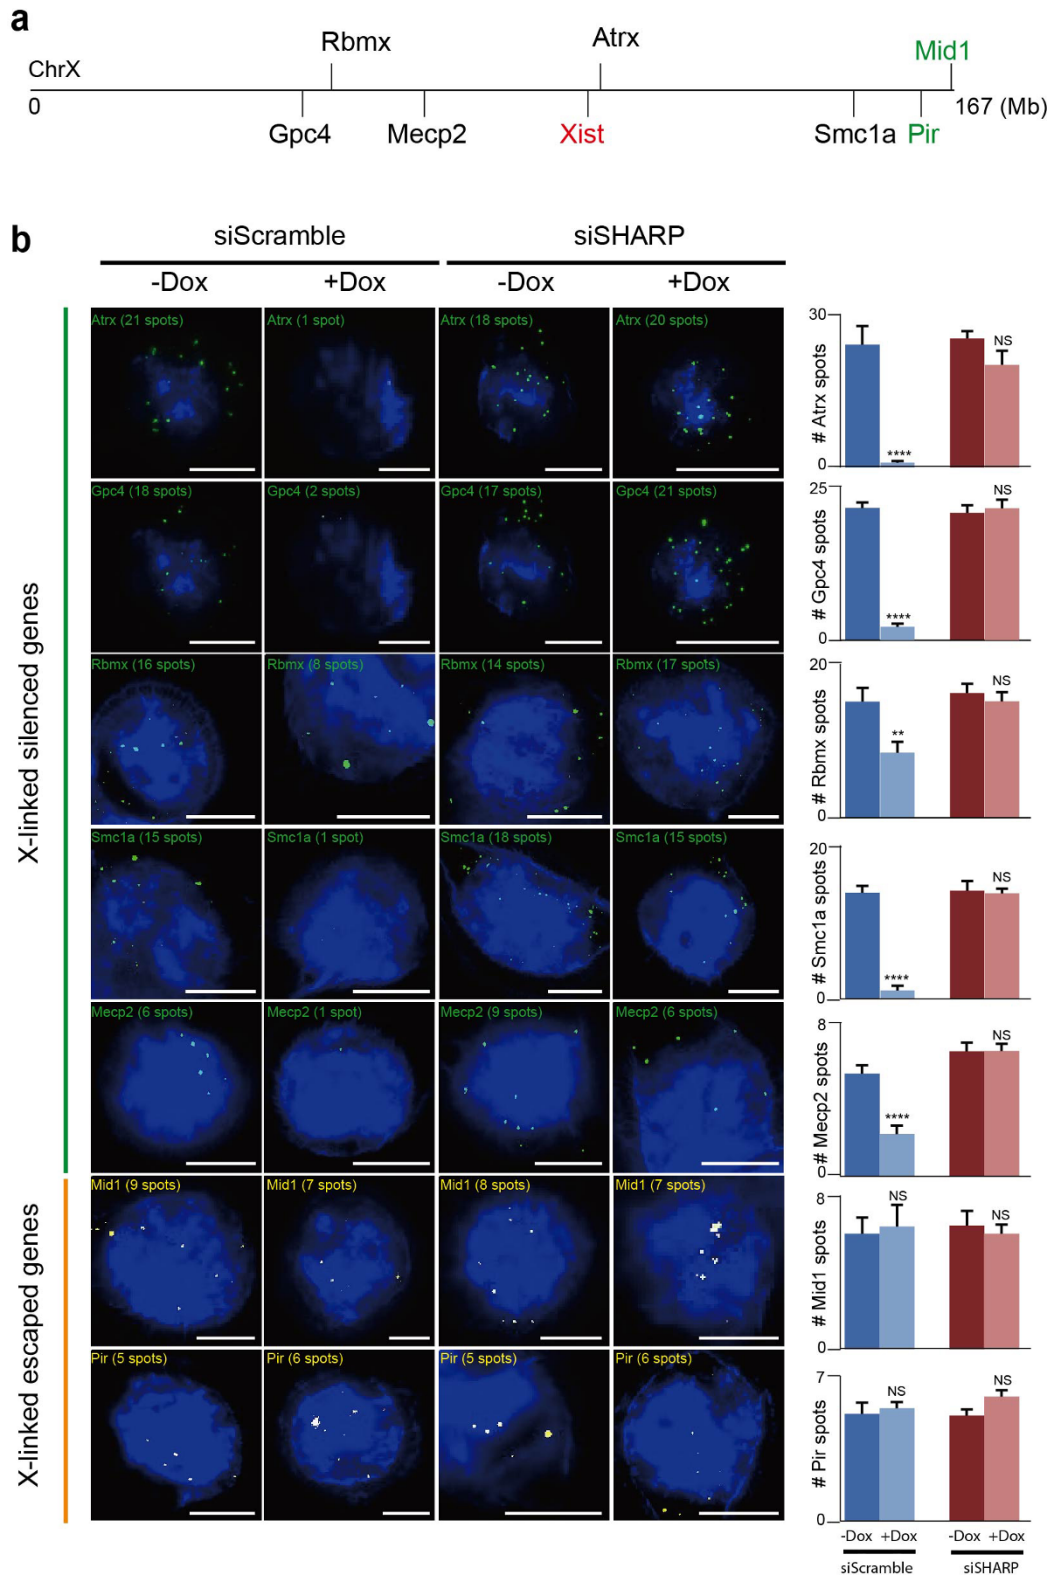 a
Rbmx
Atrx
Mid1
ChrX
0
167 (Mb)
Gpc4
Mecp2
Xist
Smc1a
Pir
b
siScramble
siSHARP
-Dox
+Dox
-Dox
+Dox
X-linked silenced genes
Atrx (21 spots)
Atrx (1 spot)
Atrx (18 spots)
Atrx (20 spots)
# Atrx spots
30
0
****
NS
Gpc4 (18 spots)
Gpc4 (2 spots)
Gpc4 (17 spots)
Gpc4 (21 spots)
# Gpc4 spots
25
0
****
NS
Rbmx (16 spots)
Rbmx (8 spots)
Rbmx (14 spots)
Rbmx (17 spots)
# Rbmx spots
20
0
**
NS
Smc1a (15 spots)
Smc1a (1 spot)
Smc1a (18 spots)
Smc1a (15 spots)
# Smc1a spots
20
0
****
NS
Mecp2 (6 spots)
Mecp2 (1 spot)
Mecp2 (9 spots)
Mecp2 (6 spots)
# Mecp2 spots
8
0
****
NS
X-linked escaped genes
Mid1 (9 spots)
Mid1 (7 spots)
Mid1 (8 spots)
Mid1 (7 spots)
# Mid1 spots
8
0
NS
NS
Pir (5 spots)
Pir (6 spots)
Pir (5 spots)
Pir (6 spots)
# Pir spots
7
0
NS
NS
-Dox +Dox
-Dox +Dox
siScramble
siSHARP